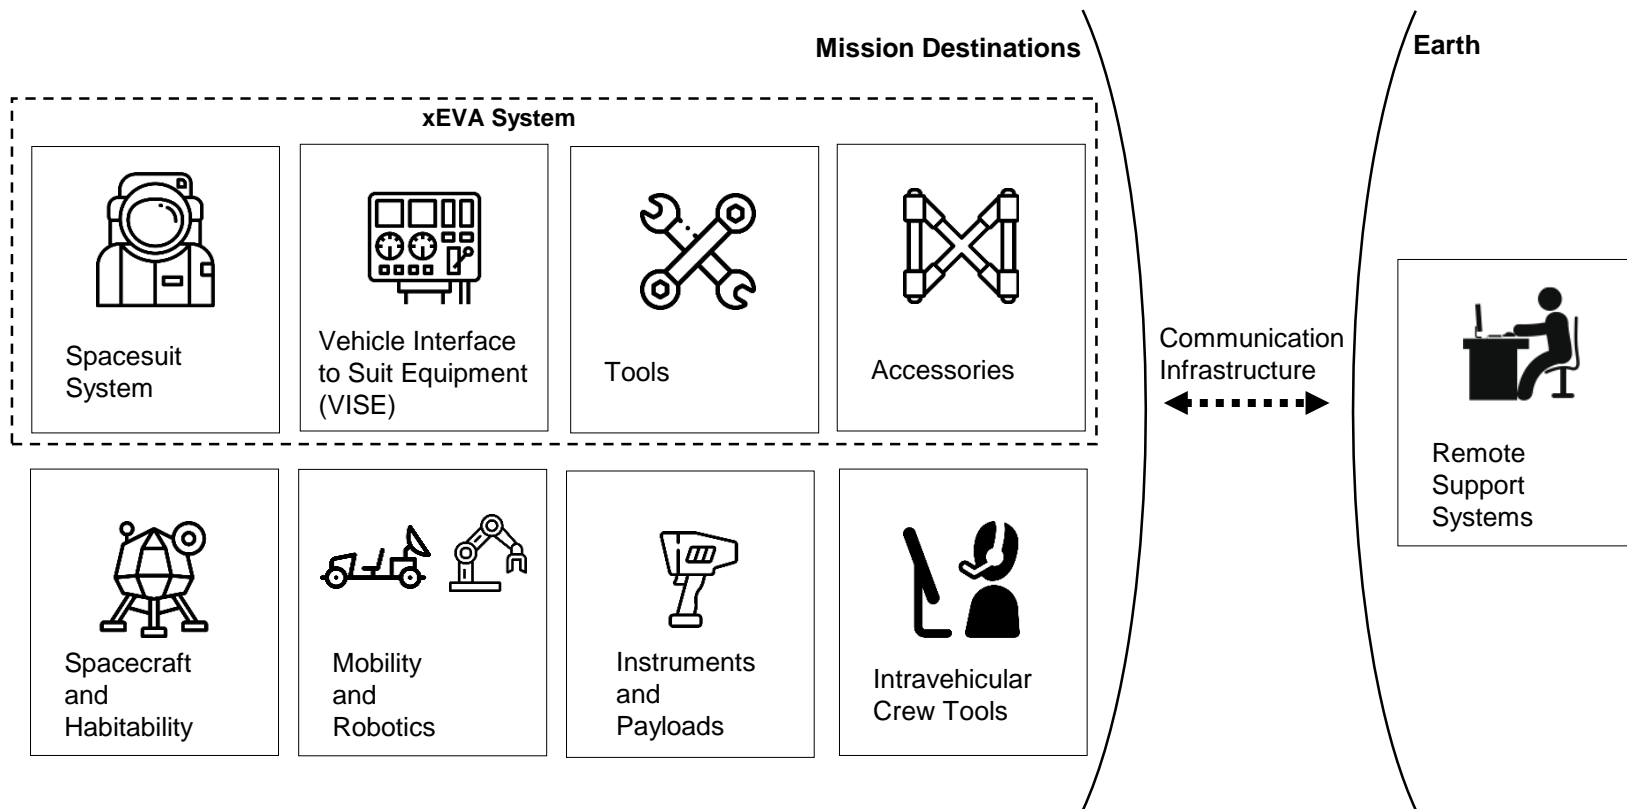 Mission Destinations
Earth
xEVA System
Spacesuit
System
Vehicle Interface
to Suit Equipment
(VISE)
Tools
Accessories
Communication
Infrastructure
Remote
Support
Systems
Spacecraft
and
Habitability
Mobility
and
Robotics
Instruments
and
Payloads
Intravehicular
Crew Tools